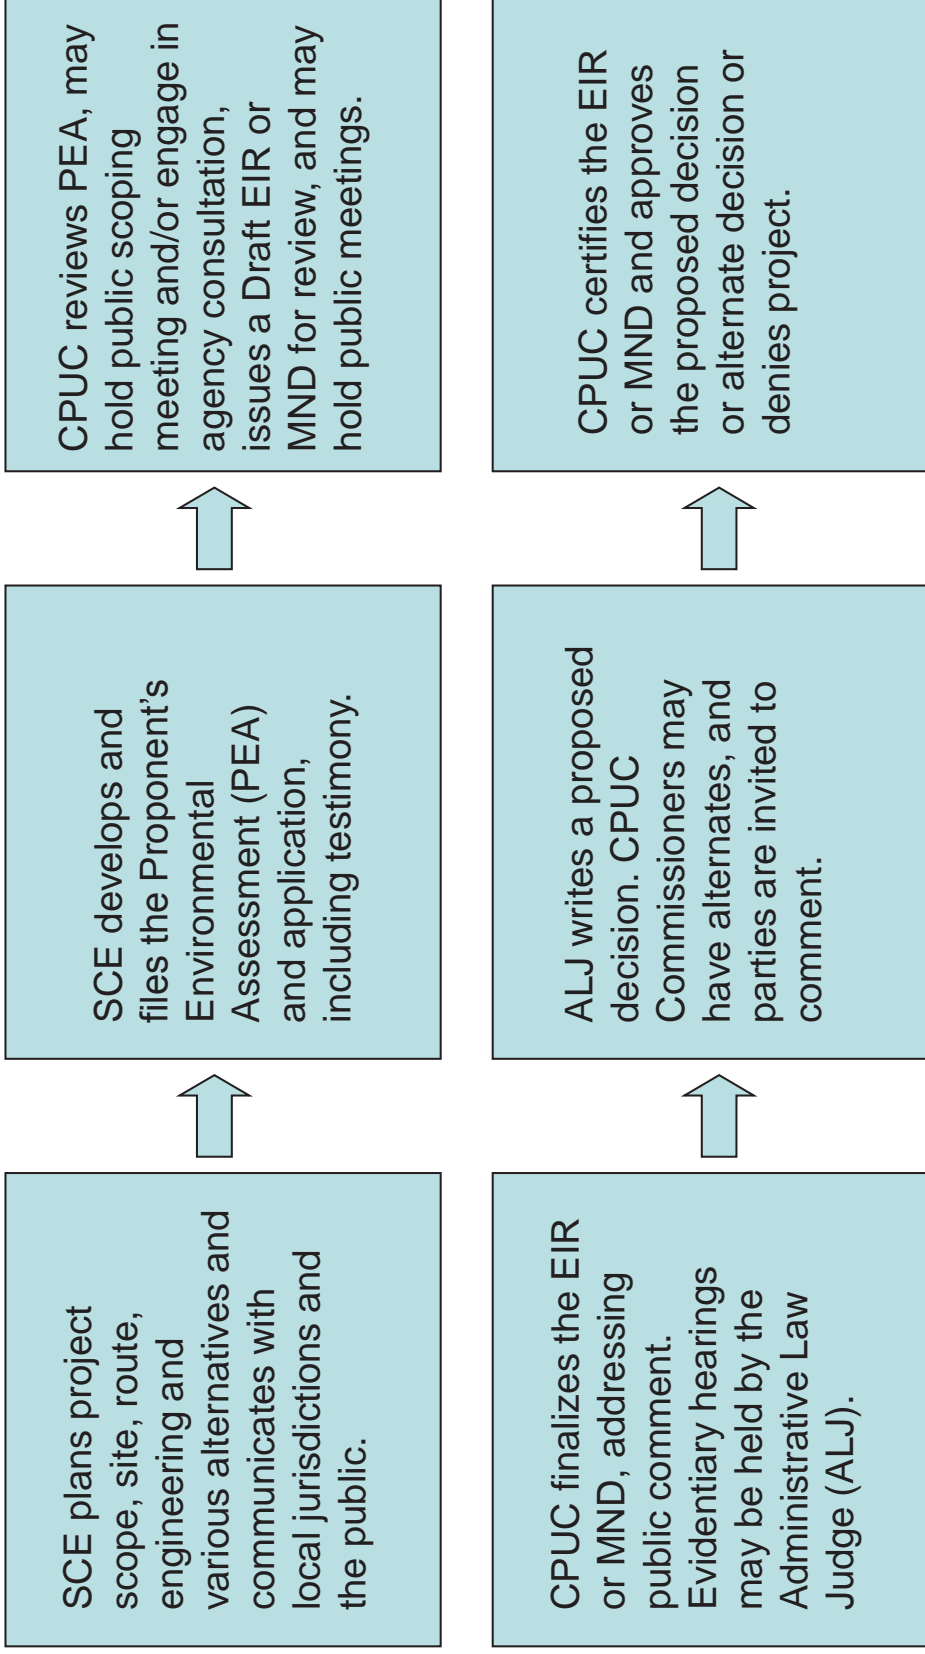 SCE plans project
scope, site, route,
engineering and
various alternatives and
communicates with
local jurisdictions and
the public.
SCE develops and
files the Proponent’s
Environmental
Assessment (PEA)
and application,
including testimony.
CPUC reviews PEA, may
hold public scoping
meeting and/or engage in
agency consultation,
issues a Draft EIR or
MND for review, and may
hold public meetings.
CPUC finalizes the EIR
or MND, addressing
public comment.
Evidentiary hearings
may be held by the
Administrative Law
Judge (ALJ).
ALJ writes a proposed
decision. CPUC
Commissioners may
have alternates, and
parties are invited to
comment.
CPUC certifies the EIR
or MND and approves
the proposed decision
or alternate decision or
denies project.